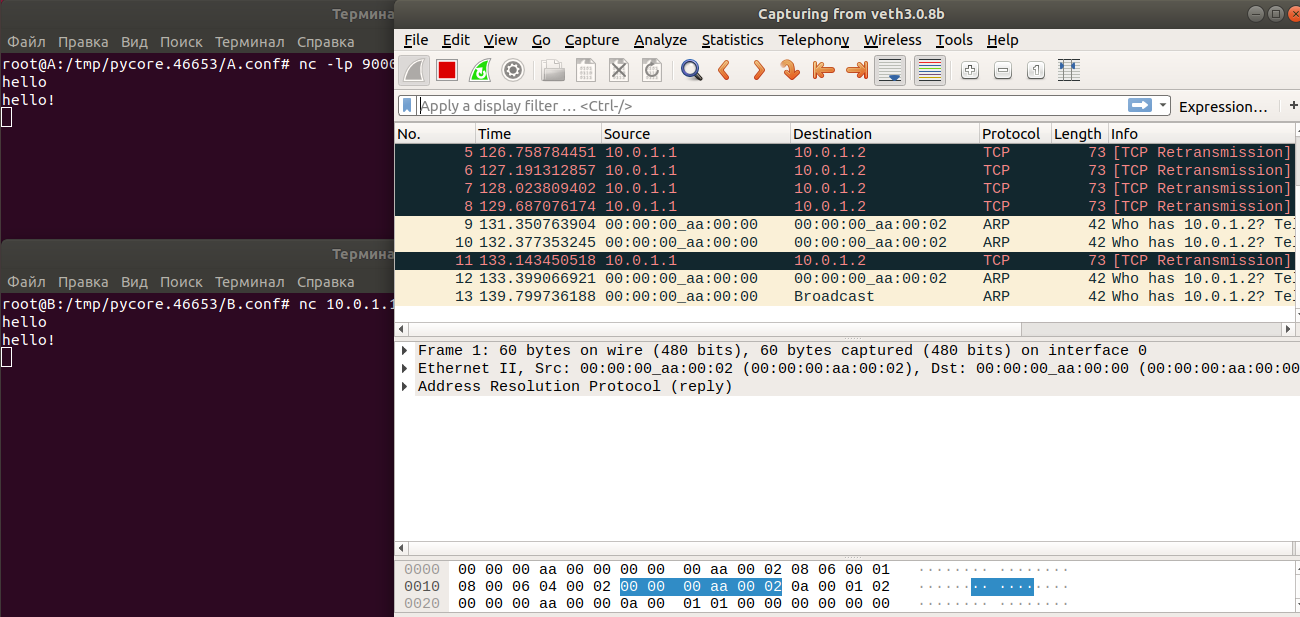 Термина
Файл Правка Вид Поиск Терминал Справка
root@A:/tmp/pycore.46653/A.conf# nc -lp 9000
hello
hello!
Термина
Файл Правка Вид Поиск Терминал Справка
root@B:/tmp/pycore.46653/B.conf# nc 10.0.1.1
hello
hello!
Capturing from veth3.0.8b
File Edit View Go Capture Analyze Statistics Telephony Wireless Tools Help
Apply a display filter … <Ctrl-/> Expression… +
No. Time Source Destination Protocol Length Info
5 126.758784451 10.0.1.1 10.0.1.2 TCP 73 [TCP Retransmission]
6 127.191312857 10.0.1.1 10.0.1.2 TCP 73 [TCP Retransmission]
7 128.023809402 10.0.1.1 10.0.1.2 TCP 73 [TCP Retransmission]
8 129.687076174 10.0.1.1 10.0.1.2 TCP 73 [TCP Retransmission]
9 131.350763904 00:00:00_aa:00:00 00:00:00_aa:00:02 ARP 42 Who has 10.0.1.2? Tel
10 132.377353245 00:00:00_aa:00:00 00:00:00_aa:00:02 ARP 42 Who has 10.0.1.2? Tel
11 133.143450518 10.0.1.1 10.0.1.2 TCP 73 [TCP Retransmission]
12 133.399066921 00:00:00_aa:00:00 00:00:00_aa:00:02 ARP 42 Who has 10.0.1.2? Tel
13 139.799736188 00:00:00_aa:00:00 Broadcast ARP 42 Who has 10.0.1.2? Tel
Frame 1: 60 bytes on wire (480 bits), 60 bytes captured (480 bits) on interface 0
Ethernet II, Src: 00:00:00_aa:00:02 (00:00:00:aa:00:02), Dst: 00:00:00_aa:00:00 (00:00:00:aa:00:00
Address Resolution Protocol (reply)
0000 00 00 00 aa 00 00 00 00 00 aa 00 02 08 06 00 01 ········ ········
0010 08 00 06 04 00 02 00 00 00 aa 00 02 0a 00 01 02 ········ ········
0020 00 00 00 aa 00 00 0a 00 01 01 00 00 00 00 00 00 ········ ········